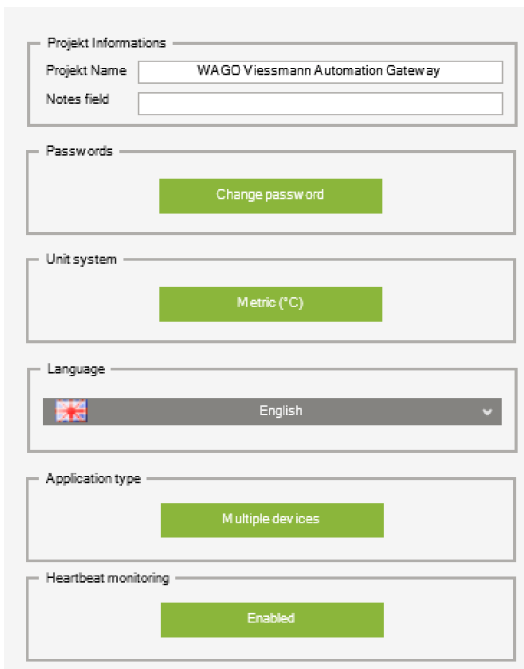 Projekt Informations
Projekt Name WAGO Viessmann Automation Gateway
Notes field
Passwords
Change password
Unit system
Metric (°C)
Language
English
Application type
Multiple devices
Heartbeat monitoring
Enabled